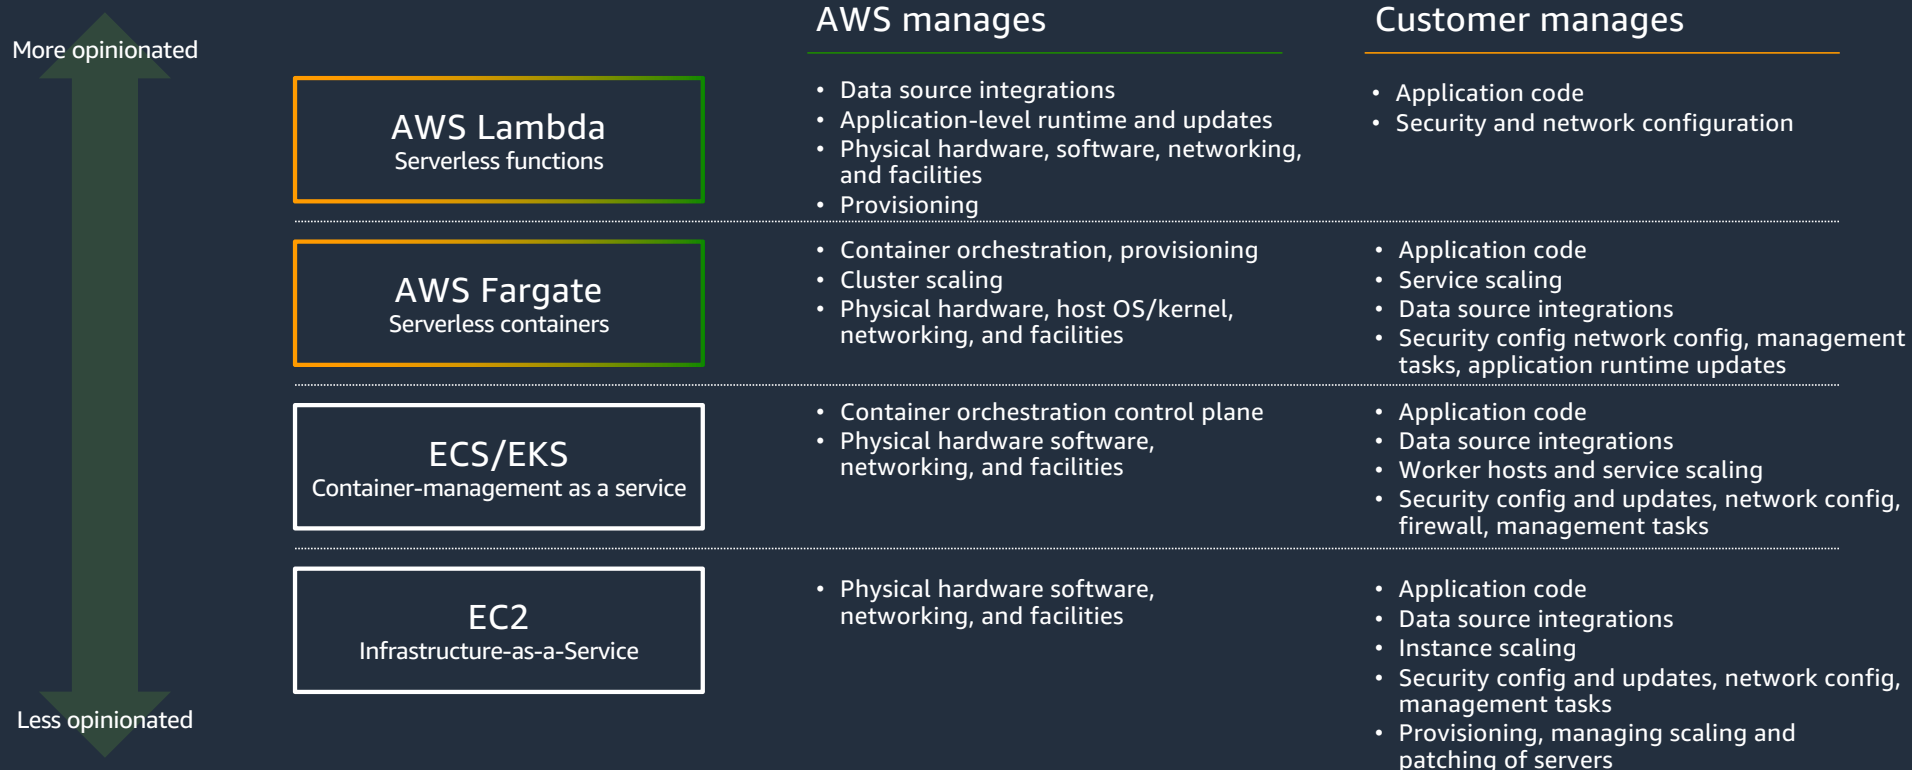 AWS manages
Customer manages
More opinionated
AWS Lambda
Serverless functions
• Data source integrations
• Application-level runtime and updates
• Physical hardware, software, networking,
and facilities
• Provisioning
• Application code
• Security and network configuration
AWS Fargate
Serverless containers
• Container orchestration, provisioning
• Cluster scaling
• Physical hardware, host OS/kernel,
networking, and facilities
• Application code
• Service scaling
• Data source integrations
• Security config network config, management
tasks, application runtime updates
ECS/EKS
Container-management as a service
• Container orchestration control plane
• Physical hardware software,
networking, and facilities
• Application code
• Data source integrations
• Worker hosts and service scaling
• Security config and updates, network config,
firewall, management tasks
EC2
Infrastructure-as-a-Service
• Physical hardware software,
networking, and facilities
• Application code
• Data source integrations
• Instance scaling
• Security config and updates, network config,
management tasks
• Provisioning, managing scaling and
patching of servers
Less opinionated